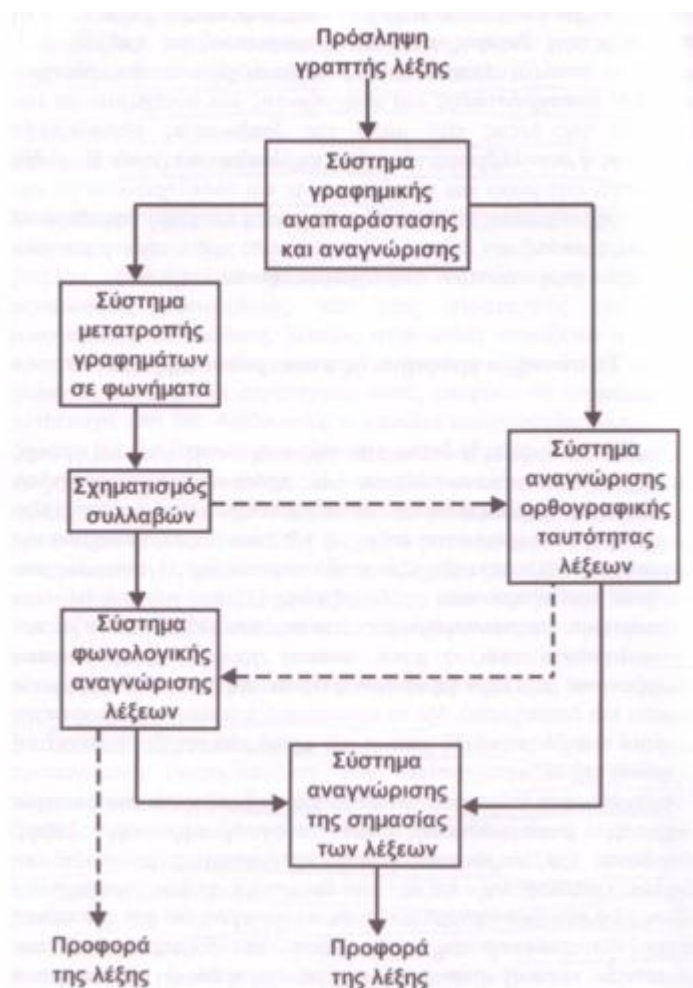 Πρόσληψη
γραπτής λέξης
Σύστημα
γραφημικής
αναπαράστασης
και αναγνώρισης
Σύστημα
μετατροπής
γραφημάτων
σε φωνήματα
Σχηματισμός
συλλαβών
Σύστημα
αναγνώρισης
ορθογραφικής
ταυτότητας
λέξεων
Σύστημα
φωνολογικής
αναγνώρισης
λέξεων
Σύστημα
αναγνώρισης
της σημασίας
των λέξεων
Προφορά
της λέξης
Προφορά
της λέξης